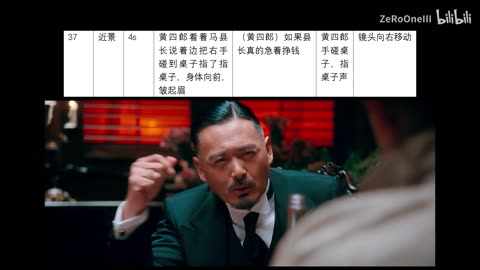 ZeRoOneIII bilibili
37
近景
4s
黄四郎看着马县
长说着边把右手
碰到桌子指了指
桌子，身体向前，
皱起眉
（黄四郎）如果县
长真的急着挣钱
黄四郎
手碰桌
子，指
桌子声
镜头向右移动